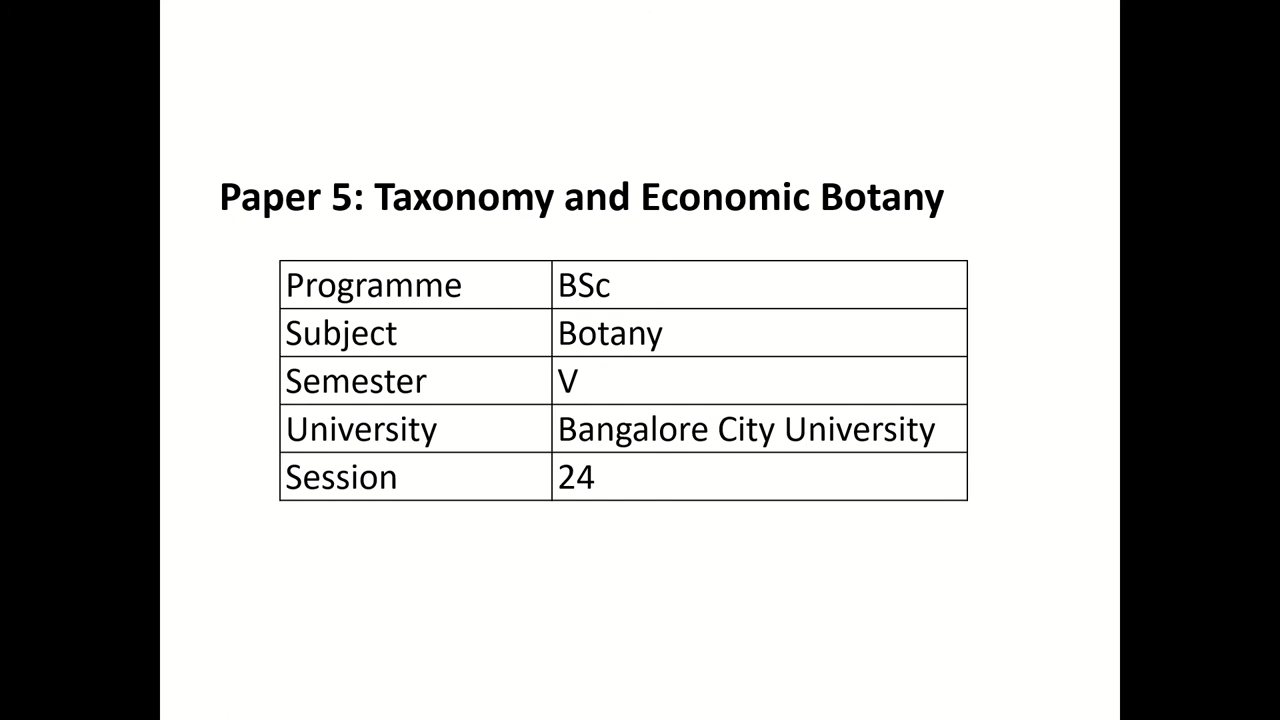 Paper 5: Taxonomy and Economic Botany
Programme BSc
Subject Botany
Semester V
University Bangalore City University
Session 24